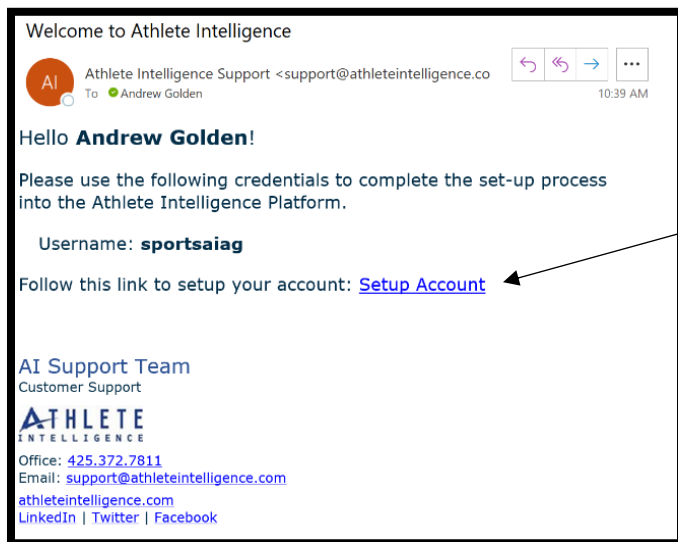 Welcome to Athlete Intelligence
AI
Athlete Intelligence Support <support@athleteintelligence.co
To Andrew Golden
10:39 AM
Hello Andrew Golden!
Please use the following credentials to complete the set-up process
into the Athlete Intelligence Platform.
Username: sportsaiag
Follow this link to setup your account: Setup Account
AI Support Team
Customer Support
ATHLETE
INTELLIGENCE
Office: 425.372.7811
Email: support@athleteintelligence.com
athleteintelligence.com
LinkedIn | Twitter | Facebook